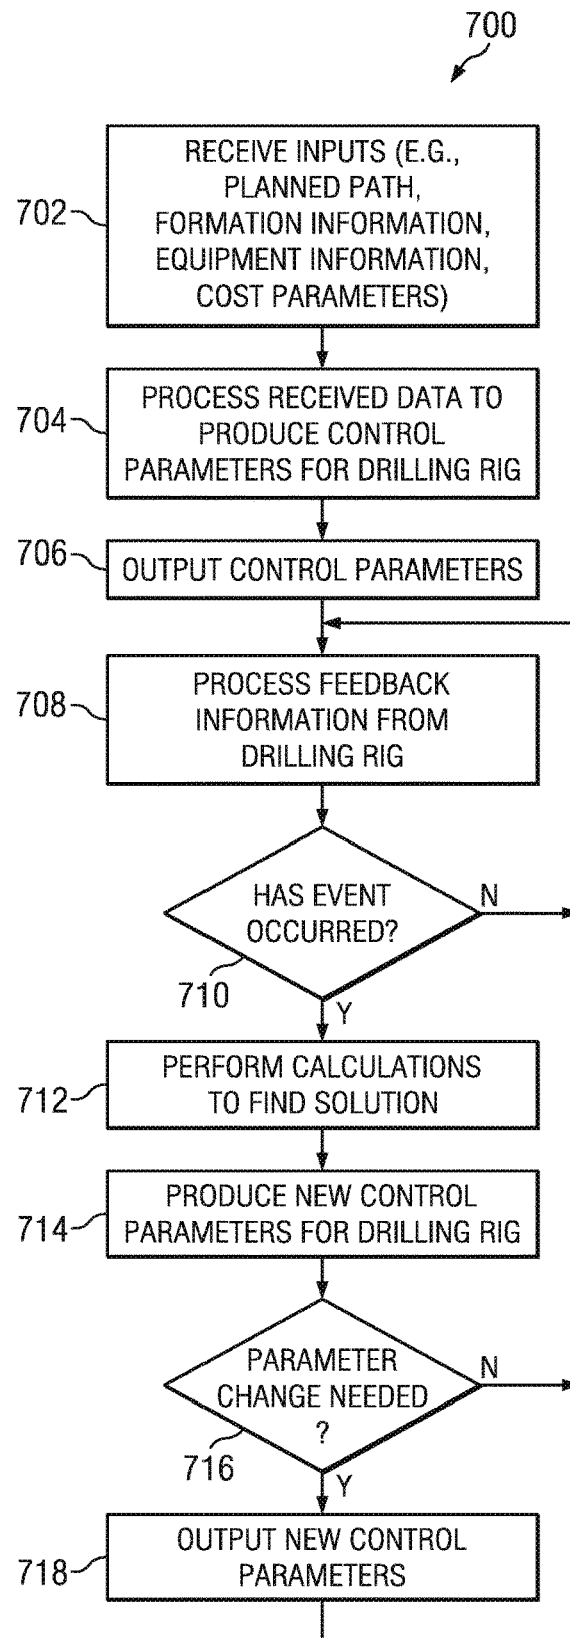 700
702
RECEIVE INPUTS (E.G.,
PLANNED PATH,
FORMATION INFORMATION,
EQUIPMENT INFORMATION,
COST PARAMETERS)
704
PROCESS RECEIVED DATA TO
PRODUCE CONTROL
PARAMETERS FOR DRILLING RIG
706
OUTPUT CONTROL PARAMETERS
708
PROCESS FEEDBACK
INFORMATION FROM
DRILLING RIG
HAS EVENT
OCCURRED?
N
710
Y
712
PERFORM CALCULATIONS
TO FIND SOLUTION
714
PRODUCE NEW CONTROL
PARAMETERS FOR DRILLING RIG
PARAMETER
CHANGE NEEDED
?
N
716
Y
718
OUTPUT NEW CONTROL
PARAMETERS